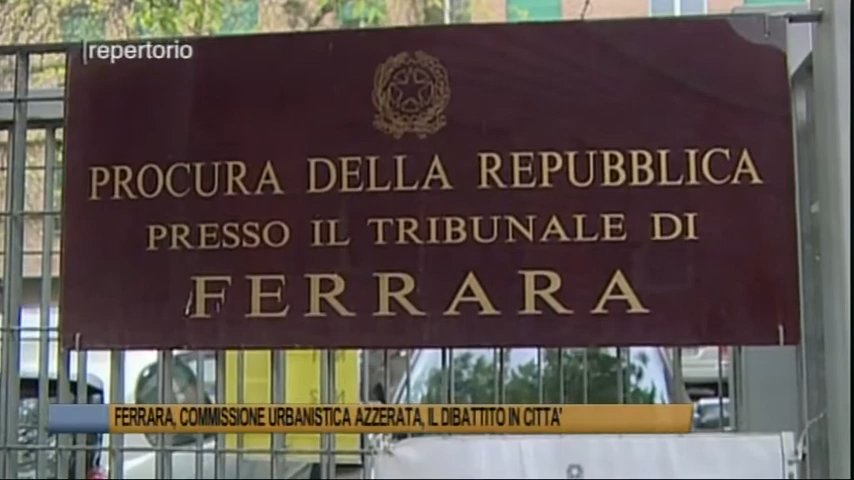 repertorio
PROCURA DELLA REPUBBLICA
PRESSO IL TRIBUNALE DI
FERRARA
FERRARA, COMMISSIONE URBANISTICA AZZERATA, IL DIBATTITO IN CITTA'